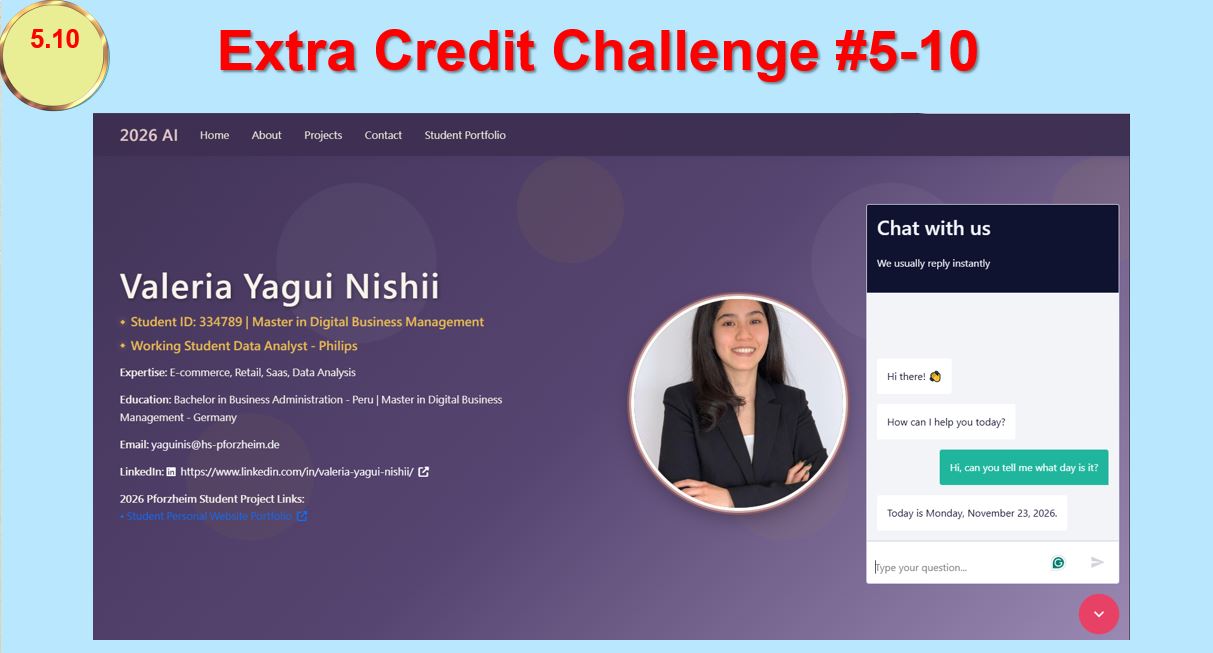 5.10
Extra Credit Challenge #5-10
2026 AI Home About Projects Contact Student Portfolio
Valeria Yagui Nishii
✦ Student ID: 334789 | Master in Digital Business Management
✦ Working Student Data Analyst - Philips
Expertise: E-commerce, Retail, Saas, Data Analysis
Education: Bachelor in Business Administration - Peru | Master in Digital Business
Management - Germany
Email: yaguinis@hs-pforzheim.de
LinkedIn: https://www.linkedin.com/in/valeria-yagui-nishii/
2026 Pforzheim Student Project Links:
• Student Personal Website Portfolio
Chat with us
We usually reply instantly
Hi there! 👏
How can I help you today?
Hi, can you tell me what day is it?
Today is Monday, November 23, 2026.
Type your question...